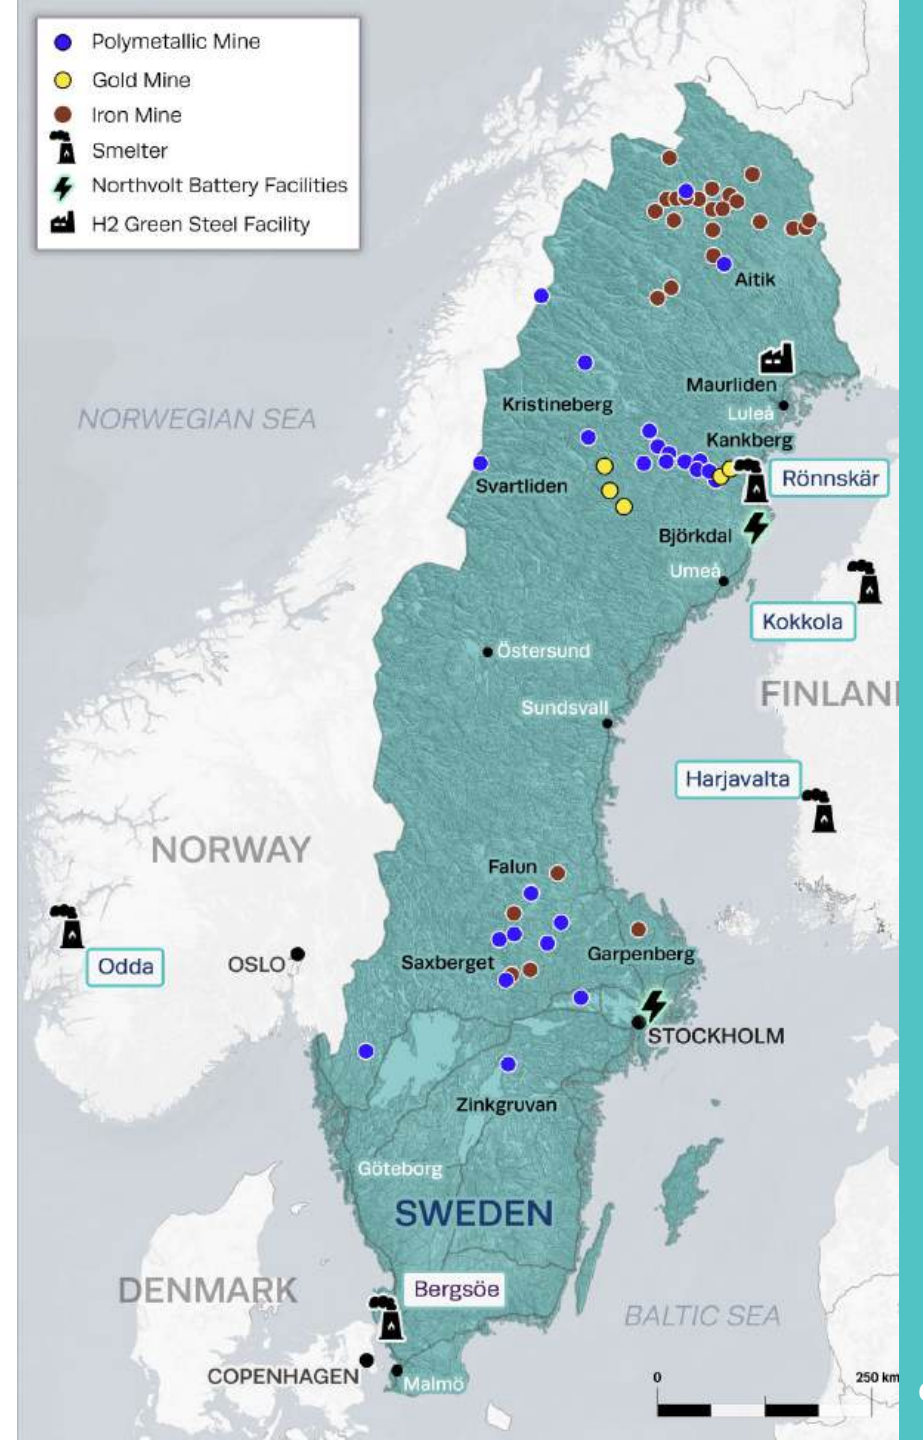 Polymetallic Mine
Gold Mine
Iron Mine
Smelter
Northvolt Battery Facilities
H2 Green Steel Facility
Aitik
Maurliden
Kristineberg
Luleå
NORWEGIAN SEA
Kankberg
Rönnskär
Svartliden
Björkdal
Umeå
Kokkola
Östersund
FINLAN
Sundsvall
Harjavalta
NORWAY
Falun
Garpenberg
Saxberget
OSLO
Odda
STOCKHOLM
Zinkgruvan
Göteborg
SWEDEN
Bergsöe
DENMARK
BALTIC SEA
COPENHAGEN
Malmö
0 250 km